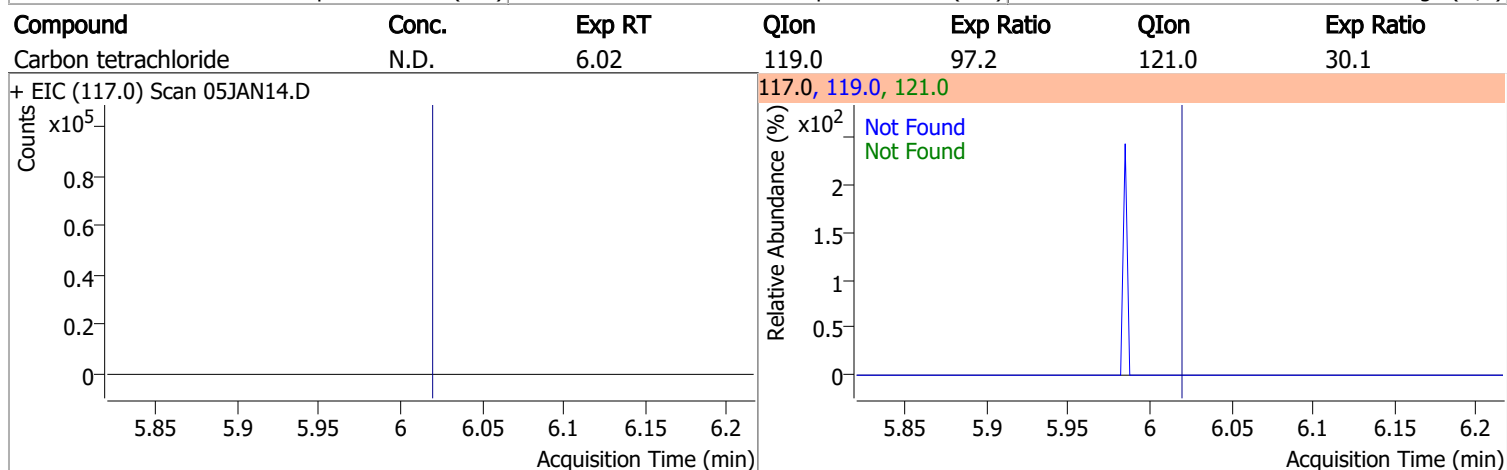 Compound Conc. Exp RT QIon Exp Ratio QIon Exp Ratio
Carbon tetrachloride N.D. 6.02 119.0 97.2 121.0 30.1
+ EIC (117.0) Scan 05JAN14.D
Counts
x10^5
0.8
0.6
0.4
0.2
0
5.85 5.9 5.95 6 6.05 6.1 6.15 6.2
Acquisition Time (min)
117.0, 119.0, 121.0
Relative Abundance (%)
x10^2
Not Found
Not Found
2
1.5
1
0.5
0
5.85 5.9 5.95 6 6.05 6.1 6.15 6.2
Acquisition Time (min)